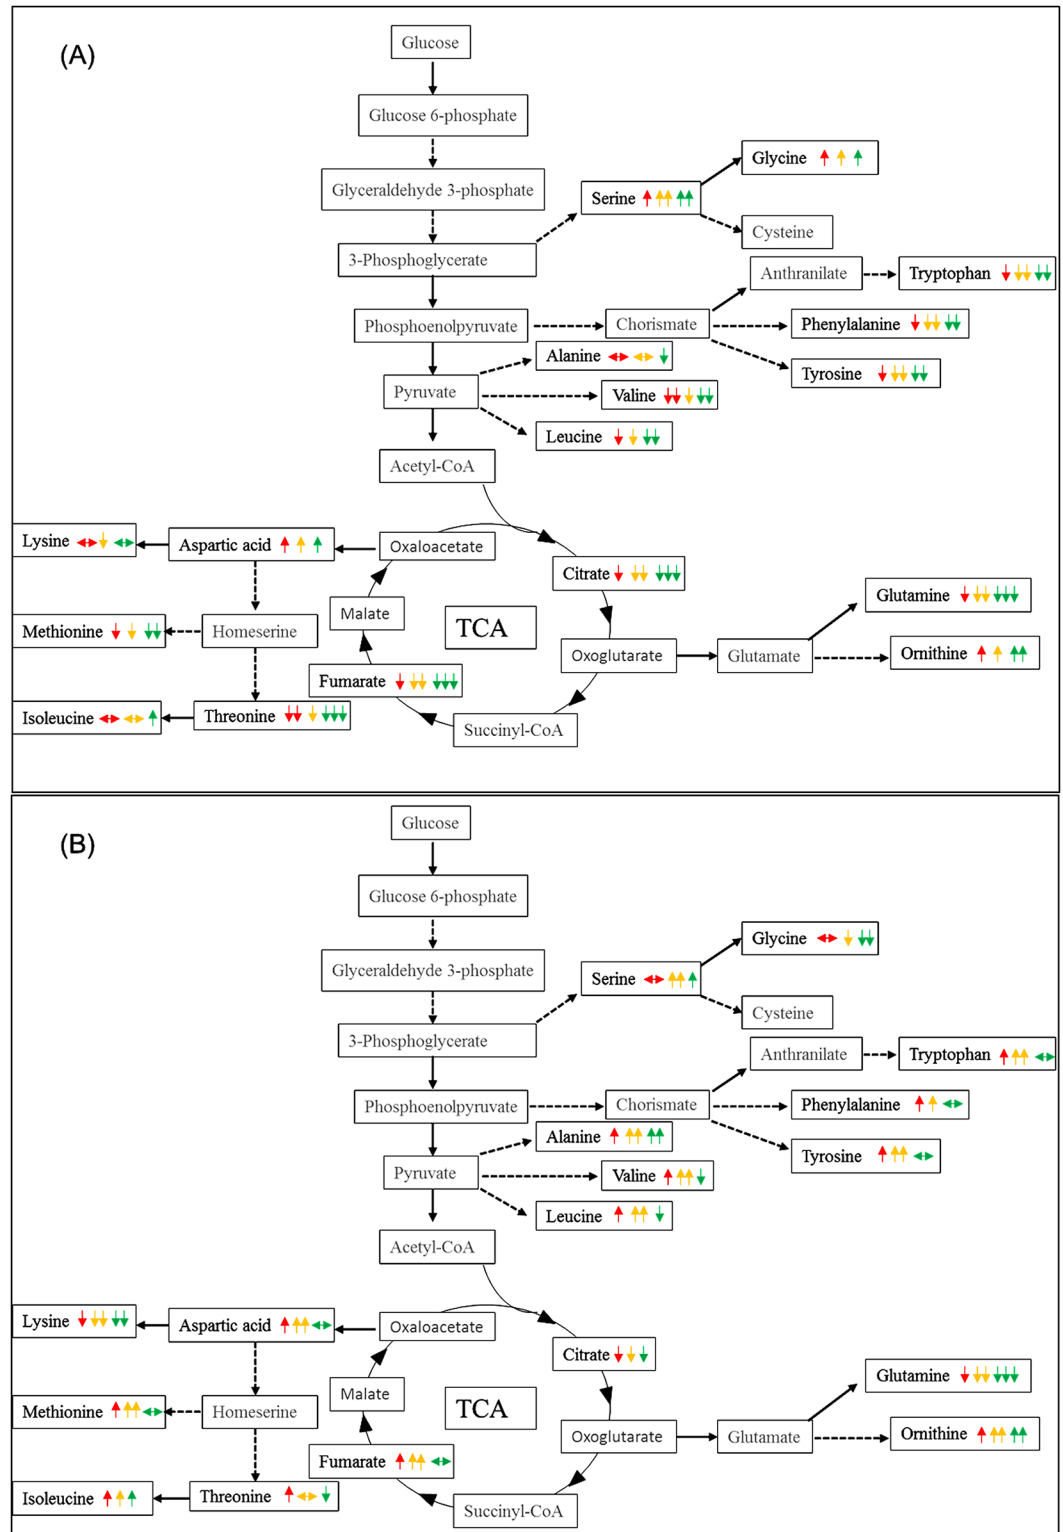 (A)
Glucose
Glucose 6-phosphate
Glycine
Glyceraldehyde 3-phosphate
Serine
Cysteine
3-Phosphoglycerate
Anthranilate
Tryptophan
Phosphoenolpyruvate
Chorismate
Phenylalanine
Alanine
Tyrosine
Pyruvate
Valine
Leucine
Acetyl-CoA
Lysine
Aspartic acid
Oxaloacetate
Citrate
Glutamine
Malate
TCA
Methionine
Homeserine
Oxoglutarate
Glutamate
Ornithine
Fumarate
Isoleucine
Threonine
Succinyl-CoA
(B)
Glucose
Glucose 6-phosphate
Glycine
Glyceraldehyde 3-phosphate
Serine
Cysteine
3-Phosphoglycerate
Anthranilate
Tryptophan
Phosphoenolpyruvate
Chorismate
Phenylalanine
Alanine
Tyrosine
Pyruvate
Valine
Leucine
Acetyl-CoA
Lysine
Aspartic acid
Oxaloacetate
Citrate
Glutamine
Malate
TCA
Methionine
Homeserine
Oxoglutarate
Glutamate
Ornithine
Fumarate
Isoleucine
Threonine
Succinyl-CoA